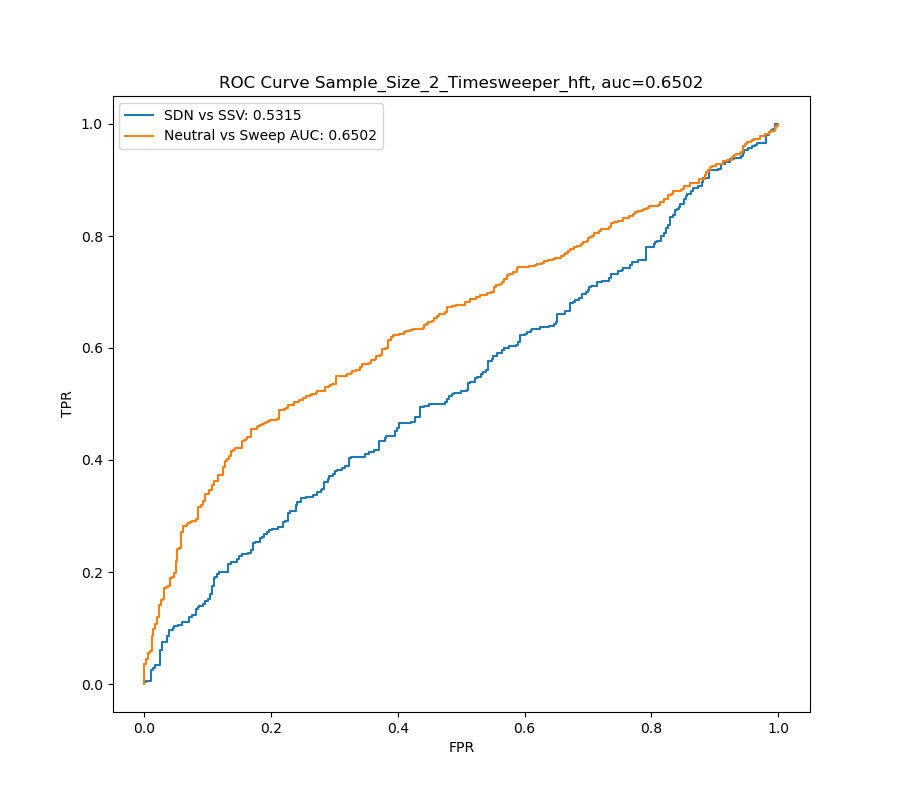 ROC Curve Sample_Size_2_Timesweeper_hft, auc=0.6502
SDN vs SSV: 0.5315
Neutral vs Sweep AUC: 0.6502
1.0
0.8
0.6
0.4
0.2
0.0
TPR
0.0 0.2 0.4 0.6 0.8 1.0
FPR